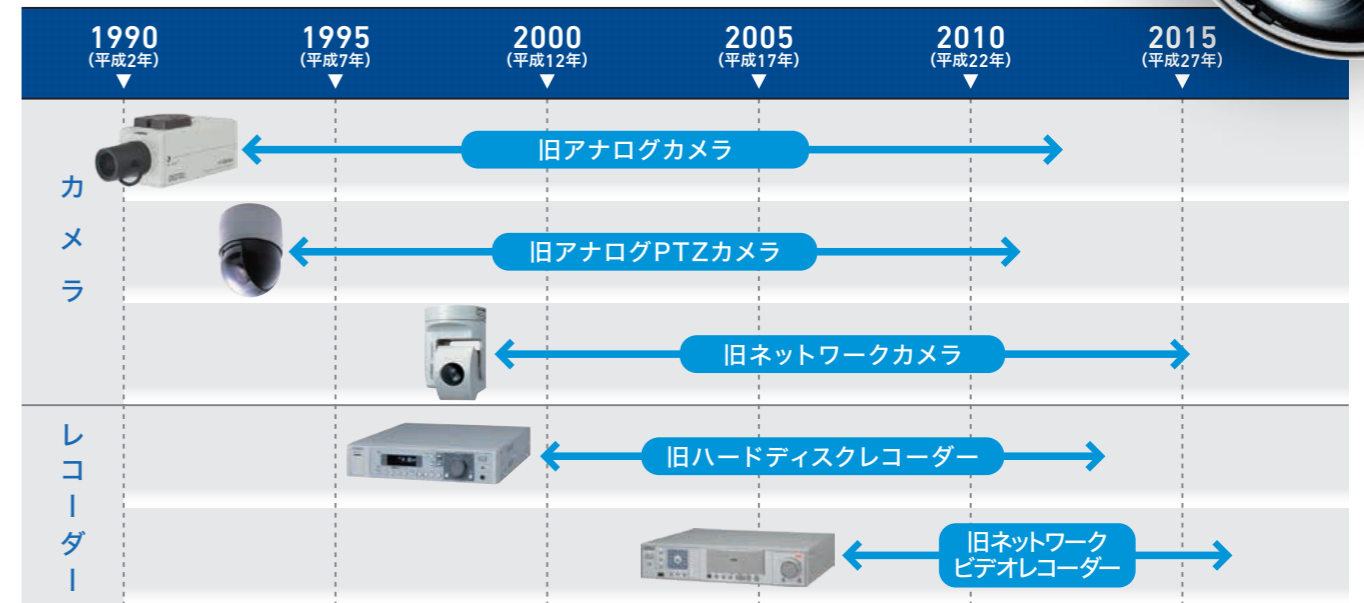 1990
(平成2年)
▼
1995
(平成7年)
▼
2000
(平成12年)
▼
2005
(平成17年)
▼
2010
(平成22年)
▼
2015
(平成27年)
▼
カメラ
旧アナログカメラ
旧アナログPTZカメラ
旧ネットワークカメラ
レコーダー
旧ハードディスクレコーダー
旧ネットワーク
ビデオレコーダー